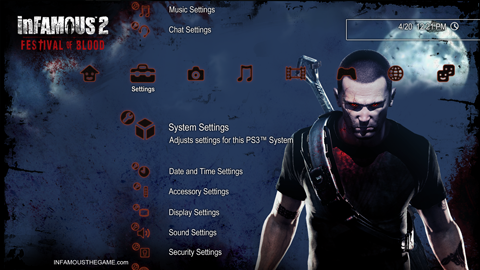 inFAMOUS 2
FESTIVAL OF BLOOD
Music Settings
Chat Settings
4/20 12:21 PM
Settings
System Settings
Adjusts settings for this PS3™ System
Date and Time Settings
Accessory Settings
Display Settings
Sound Settings
Security Settings
INFAMOUSTHEGAME.com